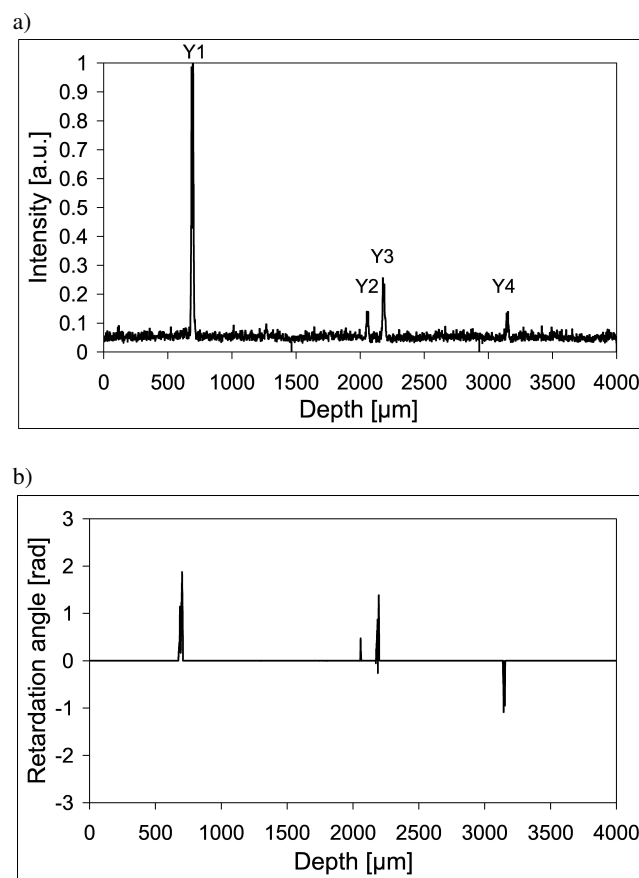 a)
Y1
1
0.9
0.8
0.7
0.6
0.5
0.4
0.3
0.2
0.1
0
Intensity [a.u.]
Y2
Y3
Y4
0 500 1000 1500 2000 2500 3000 3500 4000
Depth [µm]
b)
3
2
1
0
-1
-2
-3
Retardation angle [rad]
0 500 1000 1500 2000 2500 3000 3500 4000
Depth [µm]